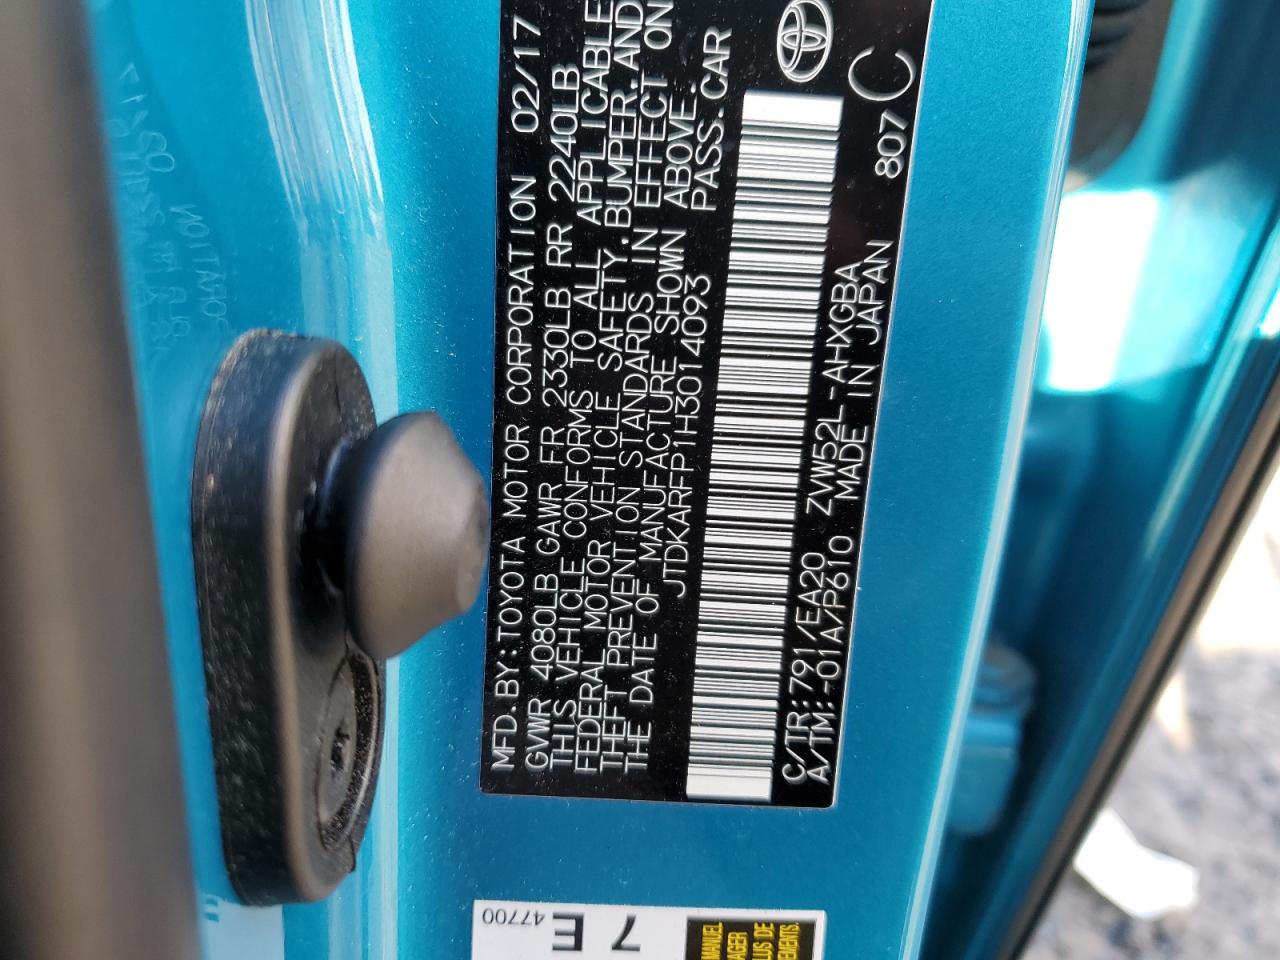 MFD. BY: TOYOTA MOTOR CORPORATION 02/17
GVWR 4080LB GAWR FR 2330LB RR 2240LB
THIS VEHICLE CONFORMS TO ALL APPLICABLE
FEDERAL MOTOR VEHICLE SAFETY, BUMPER, AND
THEFT PREVENTION STANDARDS IN EFFECT ON
THE DATE OF MANUFACTURE SHOWN ABOVE.
JTDKARFP1H3014093 PASS. CAR
C/TR: 791/EA20 ZVW52L-AHXGBA
A/TM: -01A/P610 MADE IN JAPAN 807 C
7E
47700
MANUEL